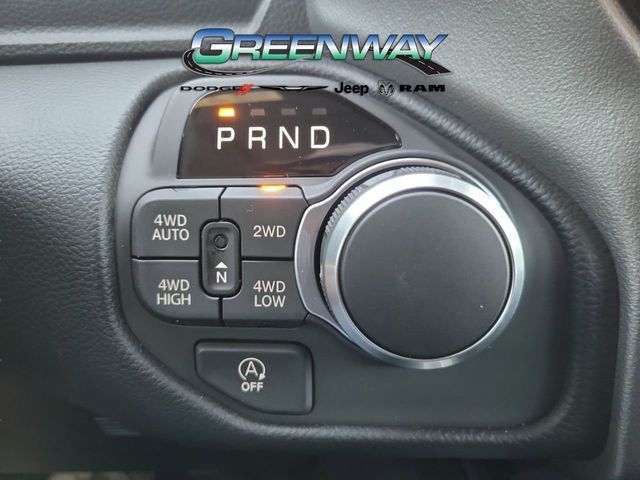 GREENWAY
DODGE Jeep RAM
P R N D
4WD AUTO
2WD
N
4WD HIGH
4WD LOW
A
OFF